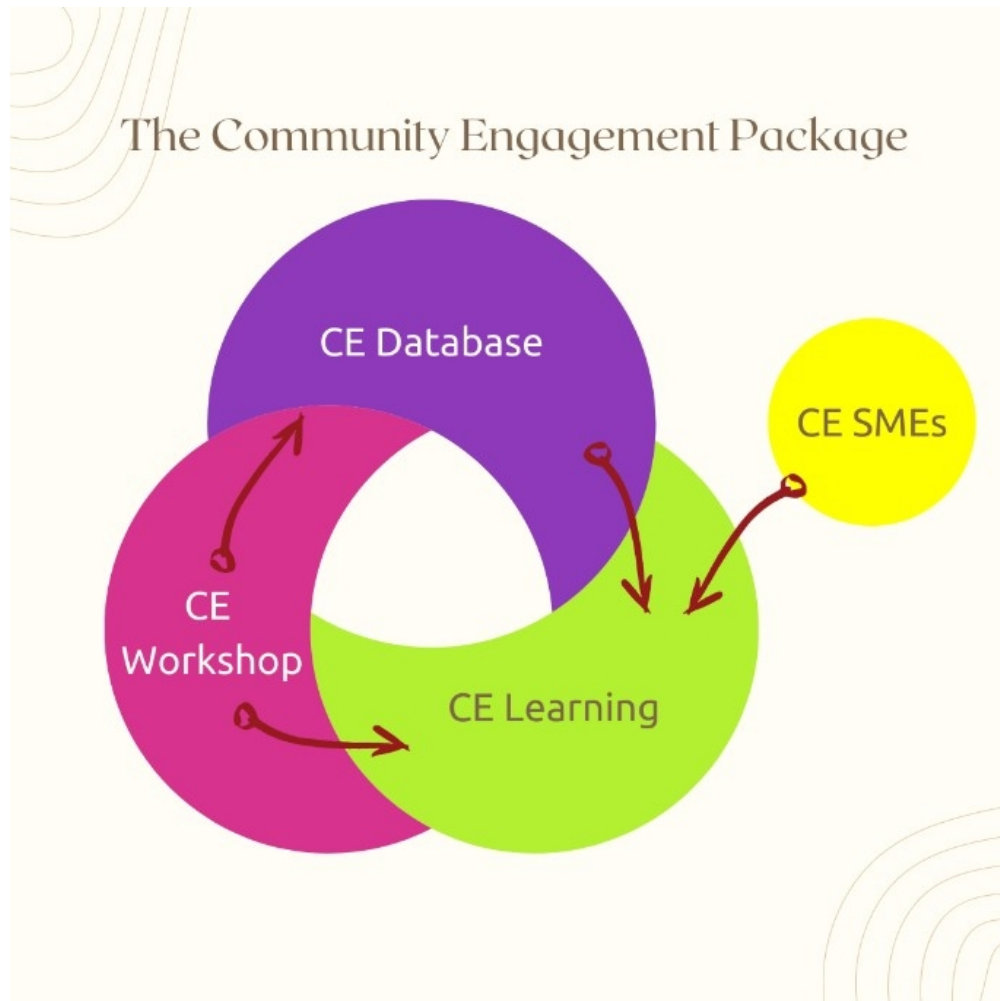 The Community Engagement Package
CE Database
CE SMEs
CE
Workshop
CE Learning